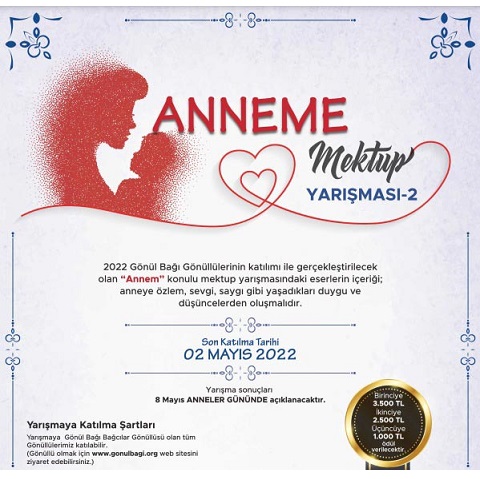 ANNEME
Mektup
YARIŞMASI-2
2022 Gönül Bağı Gönüllülerinin katılımı ile gerçekleştirilecek
olan “Annem” konulu mektup yarışmasındaki eserlerin içeriği;
anneye özlem, sevgi, saygı gibi yaşadıkları duygu ve
düşüncelerden oluşmalıdır.
Son Katılma Tarihi
02 MAYIS 2022
Yarışma sonuçları
8 Mayıs ANNELER GÜNÜNDE açıklanacaktır.
Birinciye
3.500 TL
İkinciye
2.500 TL
Üçüncüye
1.000 TL
ödül
verilecektir.
Yarışmaya Katılma Şartları
Yarışmaya Gönül Bağı Bağcılar Gönüllüsü olan tüm
Gönüllülerimiz katılabilir.
(Gönüllü olmak için www.gonulbagi.org web sitesini
ziyaret edebilirsiniz.)